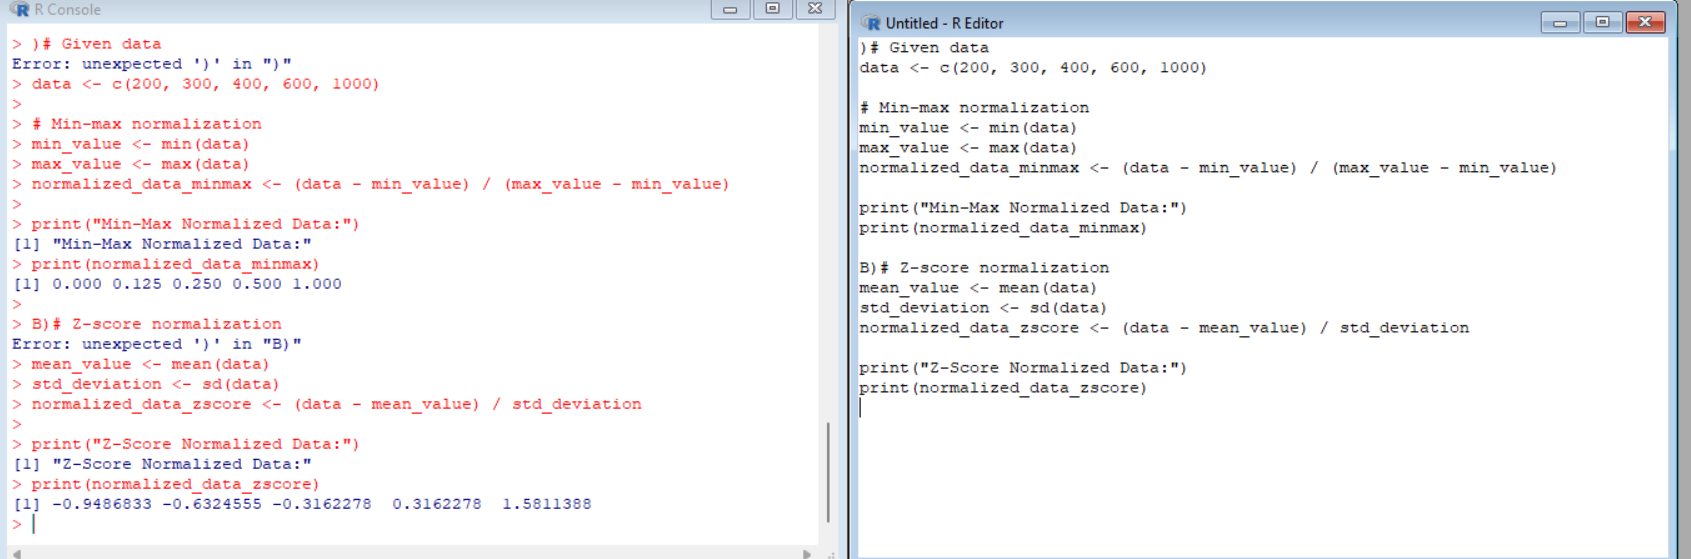 R Console
> )# Given data
Error: unexpected ')' in ")"
> data <- c(200, 300, 400, 600, 1000)
>
> # Min-max normalization
> min_value <- min(data)
> max_value <- max(data)
> normalized_data_minmax <- (data - min_value) / (max_value - min_value)
>
> print("Min-Max Normalized Data:")
[1] "Min-Max Normalized Data:"
> print(normalized_data_minmax)
[1] 0.000 0.125 0.250 0.500 1.000
>
> B)# Z-score normalization
Error: unexpected ')' in "B)"
> mean_value <- mean(data)
> std_deviation <- sd(data)
> normalized_data_zscore <- (data - mean_value) / std_deviation
>
> print("Z-Score Normalized Data:")
[1] "Z-Score Normalized Data:"
> print(normalized_data_zscore)
[1] -0.9486833 -0.6324555 -0.3162278  0.3162278  1.5811388
>
Untitled - R Editor
)# Given data
data <- c(200, 300, 400, 600, 1000)
# Min-max normalization
min_value <- min(data)
max_value <- max(data)
normalized_data_minmax <- (data - min_value) / (max_value - min_value)
print("Min-Max Normalized Data:")
print(normalized_data_minmax)
B)# Z-score normalization
mean_value <- mean(data)
std_deviation <- sd(data)
normalized_data_zscore <- (data - mean_value) / std_deviation
print("Z-Score Normalized Data:")
print(normalized_data_zscore)